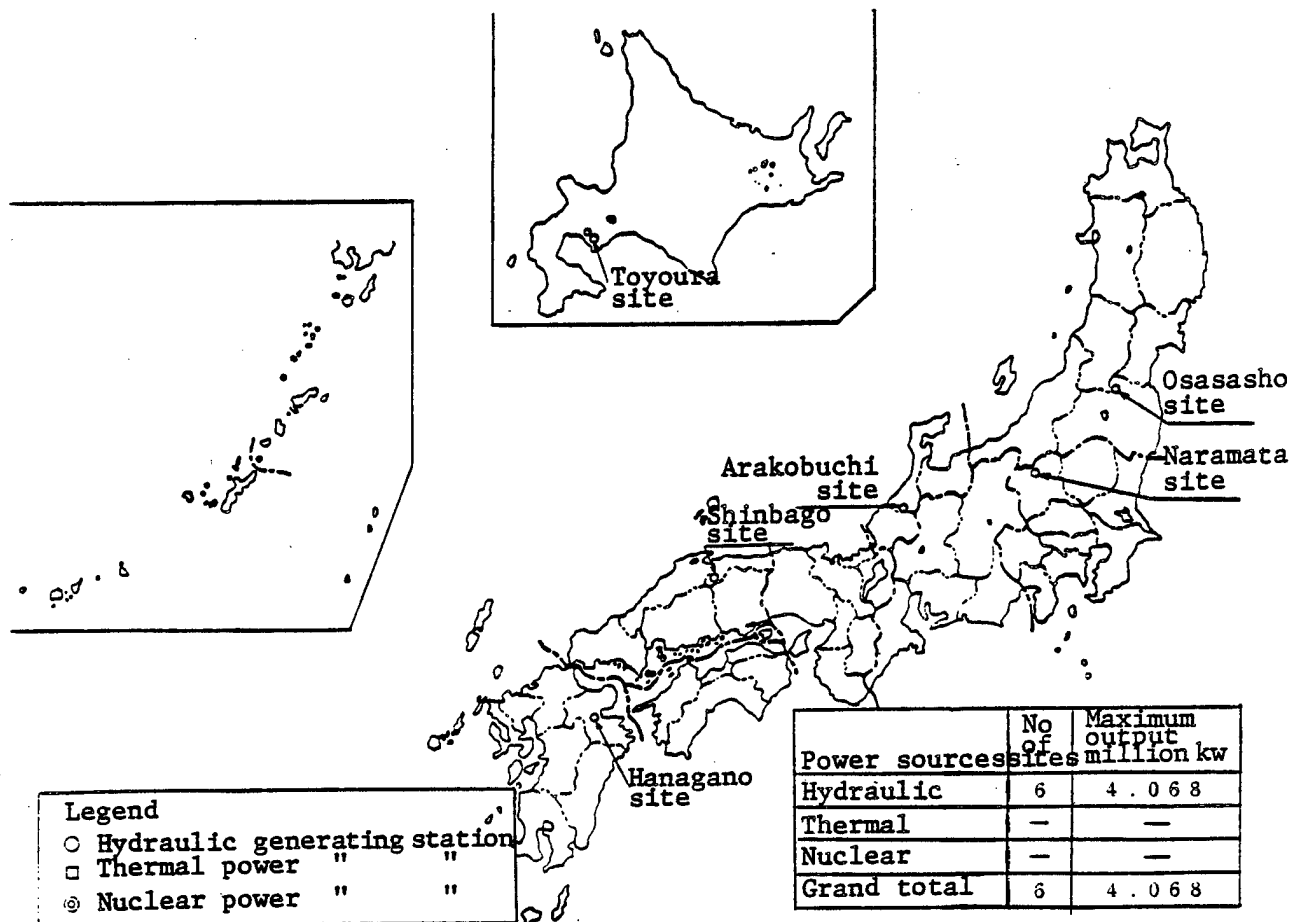 Toyoura
site
Osasasho
site
Naramata
site
Arakobuchi
site
Shinbago
site
Hanagano
site
Power sources No of sites Maximum output million kw
Hydraulic 6 4.068
Thermal — —
Nuclear — —
Grand total 6 4.068
Legend
○ Hydraulic generating station
□ Thermal power " "
◎ Nuclear power " "